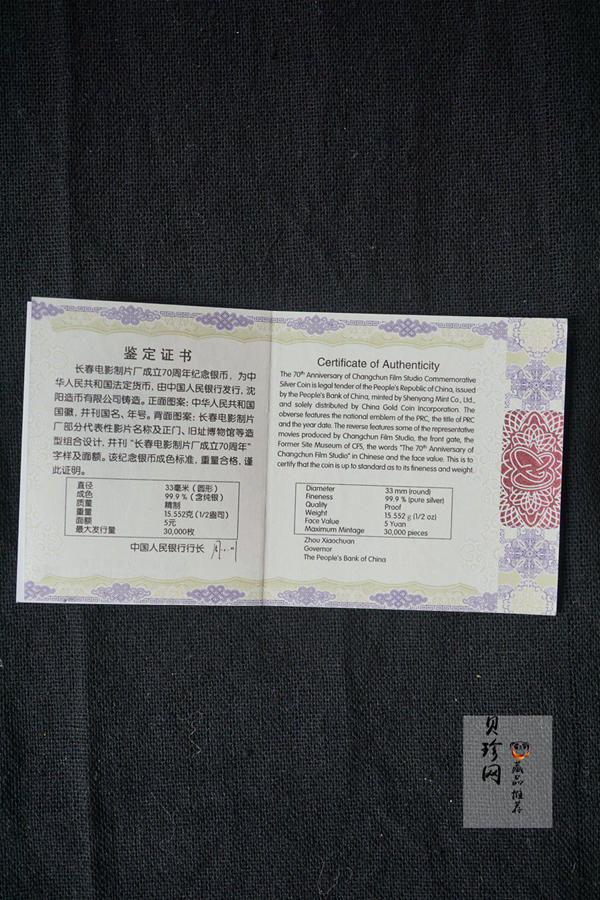 鉴定证书
长春电影制片厂成立70周年纪念银币，为中
华人民共和国法定货币，由中国人民银行发行，沈
阳造币有限公司铸造。正面图案：中华人民共和国
国徽，并刊国名、年号。背面图案：长春电影制片
厂部分代表性影片名称及正门、旧址博物馆等造
型组合设计，并刊“长春电影制片厂成立70周年”
字样及面额。该纪念银币成色标准，重量合格，谨
此证明。
直径 33毫米（圆形）
成色 99.9％（含纯银）
质量 精制
重量 15.552克（1/2盎司）
面额 5元
最大发行量 30,000枚
中国人民银行行长
Certificate of Authenticity
The 70th Anniversary of Changchun Film Studio Commemorative
Silver Coin is legal tender of the People's Republic of China, issued
by the People's Bank of China, minted by Shenyang Mint Co., Ltd.,
and solely distributed by China Gold Coin Incorporation. The
obverse features the national emblem of the PRC, the title of PRC
and the year date. The reverse features some of the representative
movies produced by Changchun Film Studio, the front gate, the
Former Site Museum of CFS, the words "The 70th Anniversary of
Changchun Film Studio" in Chinese and the face value. This is to
certify that the coin is up to standard as to its fineness and weight.
Diameter 33 mm (round)
Fineness 99.9 % (pure silver)
Quality Proof
Weight 15.552 g (1/2 oz)
Face Value 5 Yuan
Maximum Mintage 30,000 pieces
Zhou Xiaochuan
Governor
The People's Bank of China
贝珍网
藏品推荐